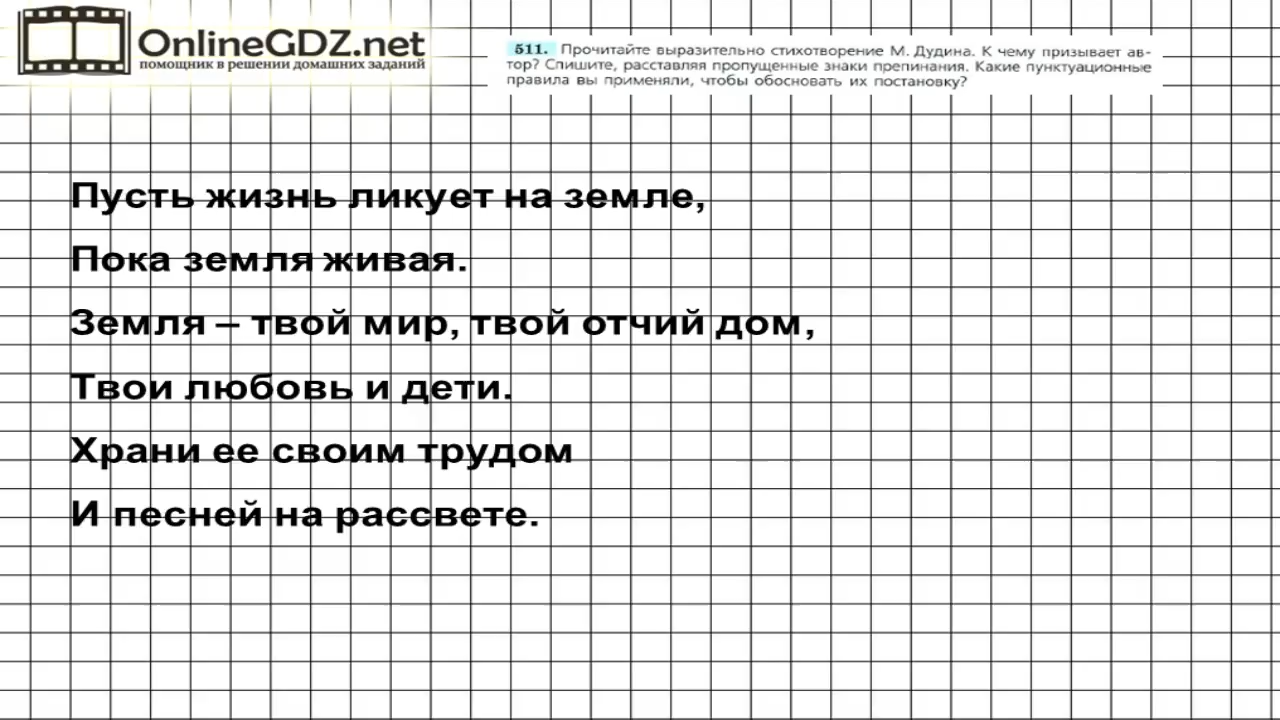 OnlineGDZ.net
помощник в решении домашних заданий
511. Прочитайте выразительно стихотворение М. Дудина. К чему призывает ав-
тор? Спишите, расставляя пропущенные знаки препинания. Какие пунктуационные
правила вы применяли, чтобы обосновать их постановку?
Пусть жизнь ликует на земле,
Пока земля живая.
Земля – твой мир, твой отчий дом,
Твои любовь и дети.
Храни ее своим трудом
И песней на рассвете.